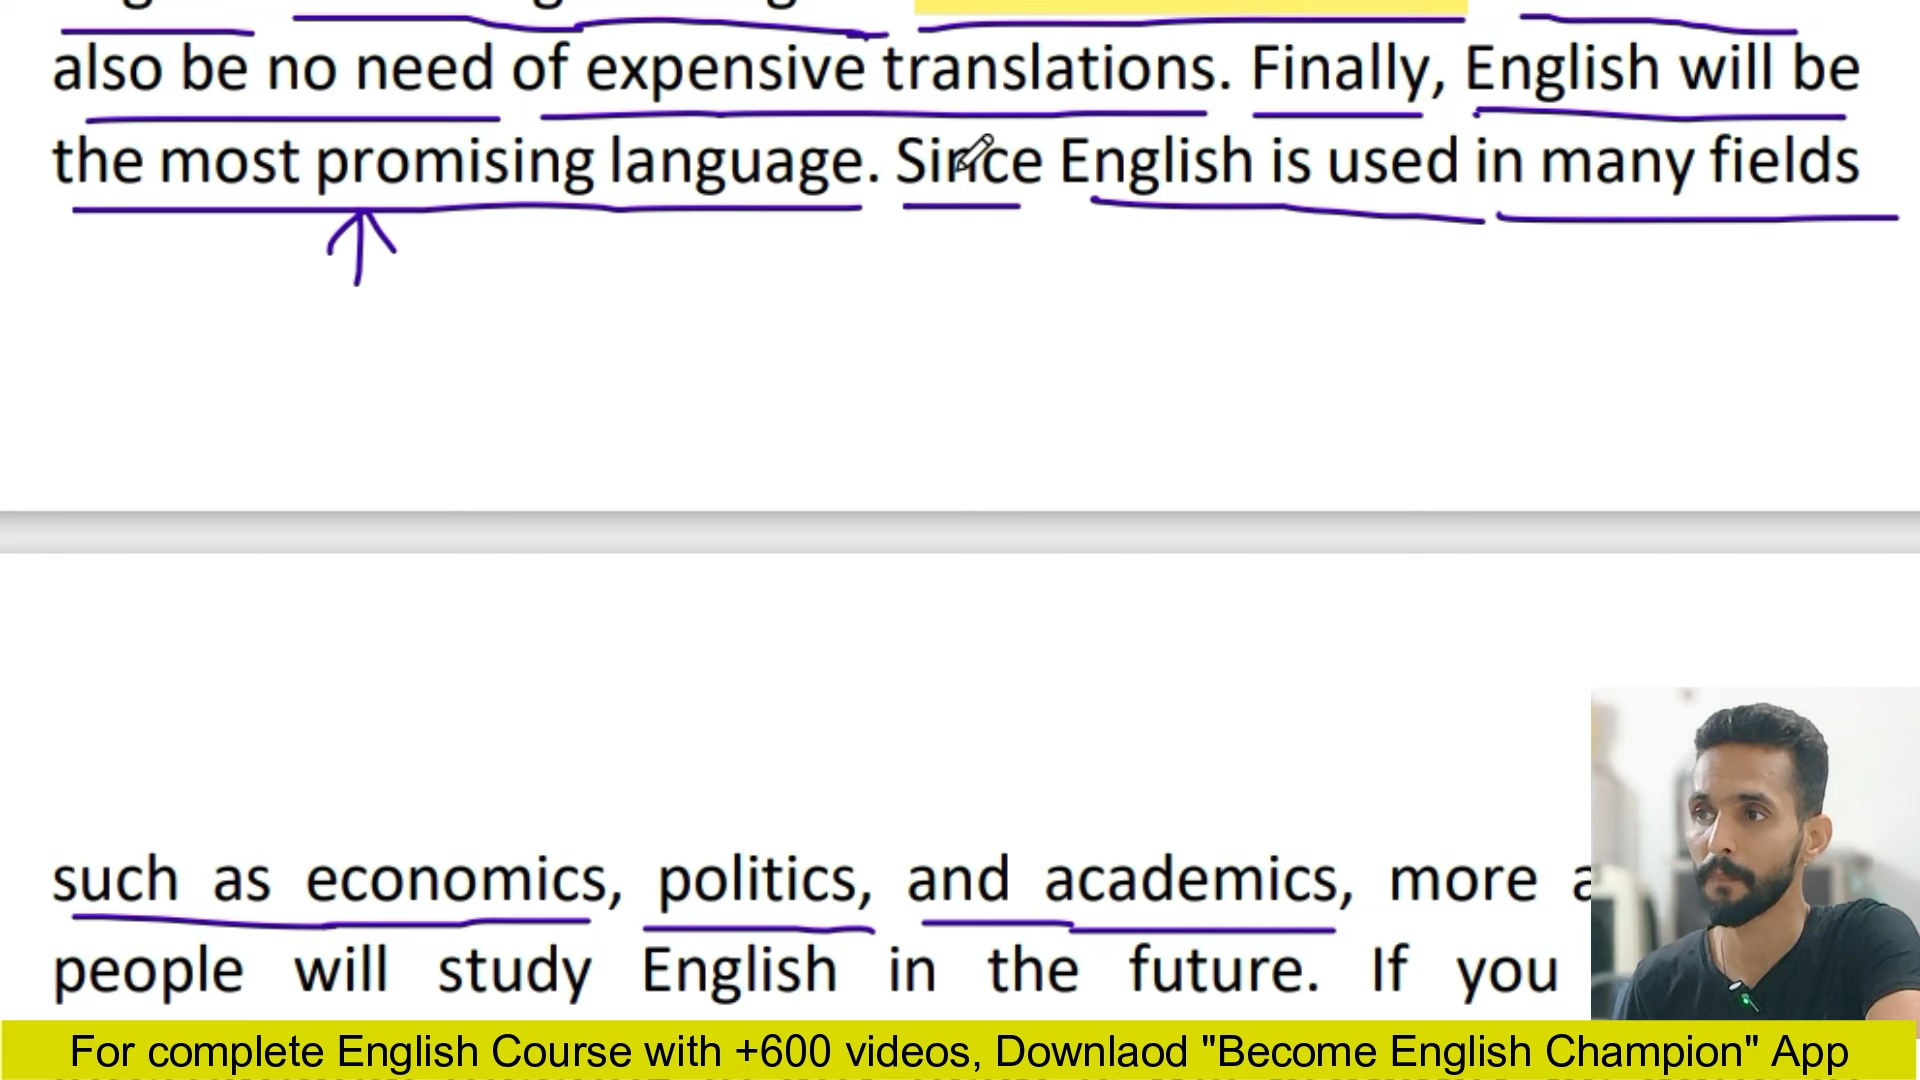 also be no need of expensive translations. Finally, English will be
the most promising language. Since English is used in many fields
such as economics, politics, and academics, more
people will study English in the future. If you
For complete English Course with +600 videos, Downlaod "Become English Champion" App